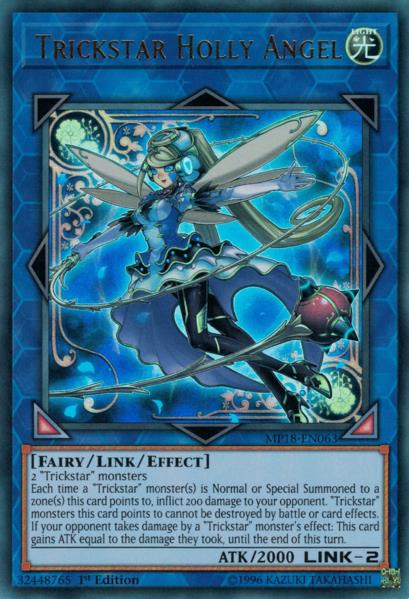 TRICKSTAR HOLLY ANGEL
LIGHT
光
MP18-EN063
[FAIRY/LINK/EFFECT]
2 "Trickstar" monsters
Each time a "Trickstar" monster(s) is Normal or Special Summoned to a
zone(s) this card points to, inflict 200 damage to your opponent. "Trickstar"
monsters this card points to cannot be destroyed by battle or card effects.
If your opponent takes damage by a "Trickstar" monster's effect: This card
gains ATK equal to the damage they took, until the end of this turn.
ATK/2000 LINK-2
32448765 1st Edition ©1996 KAZUKI TAKAHASHI